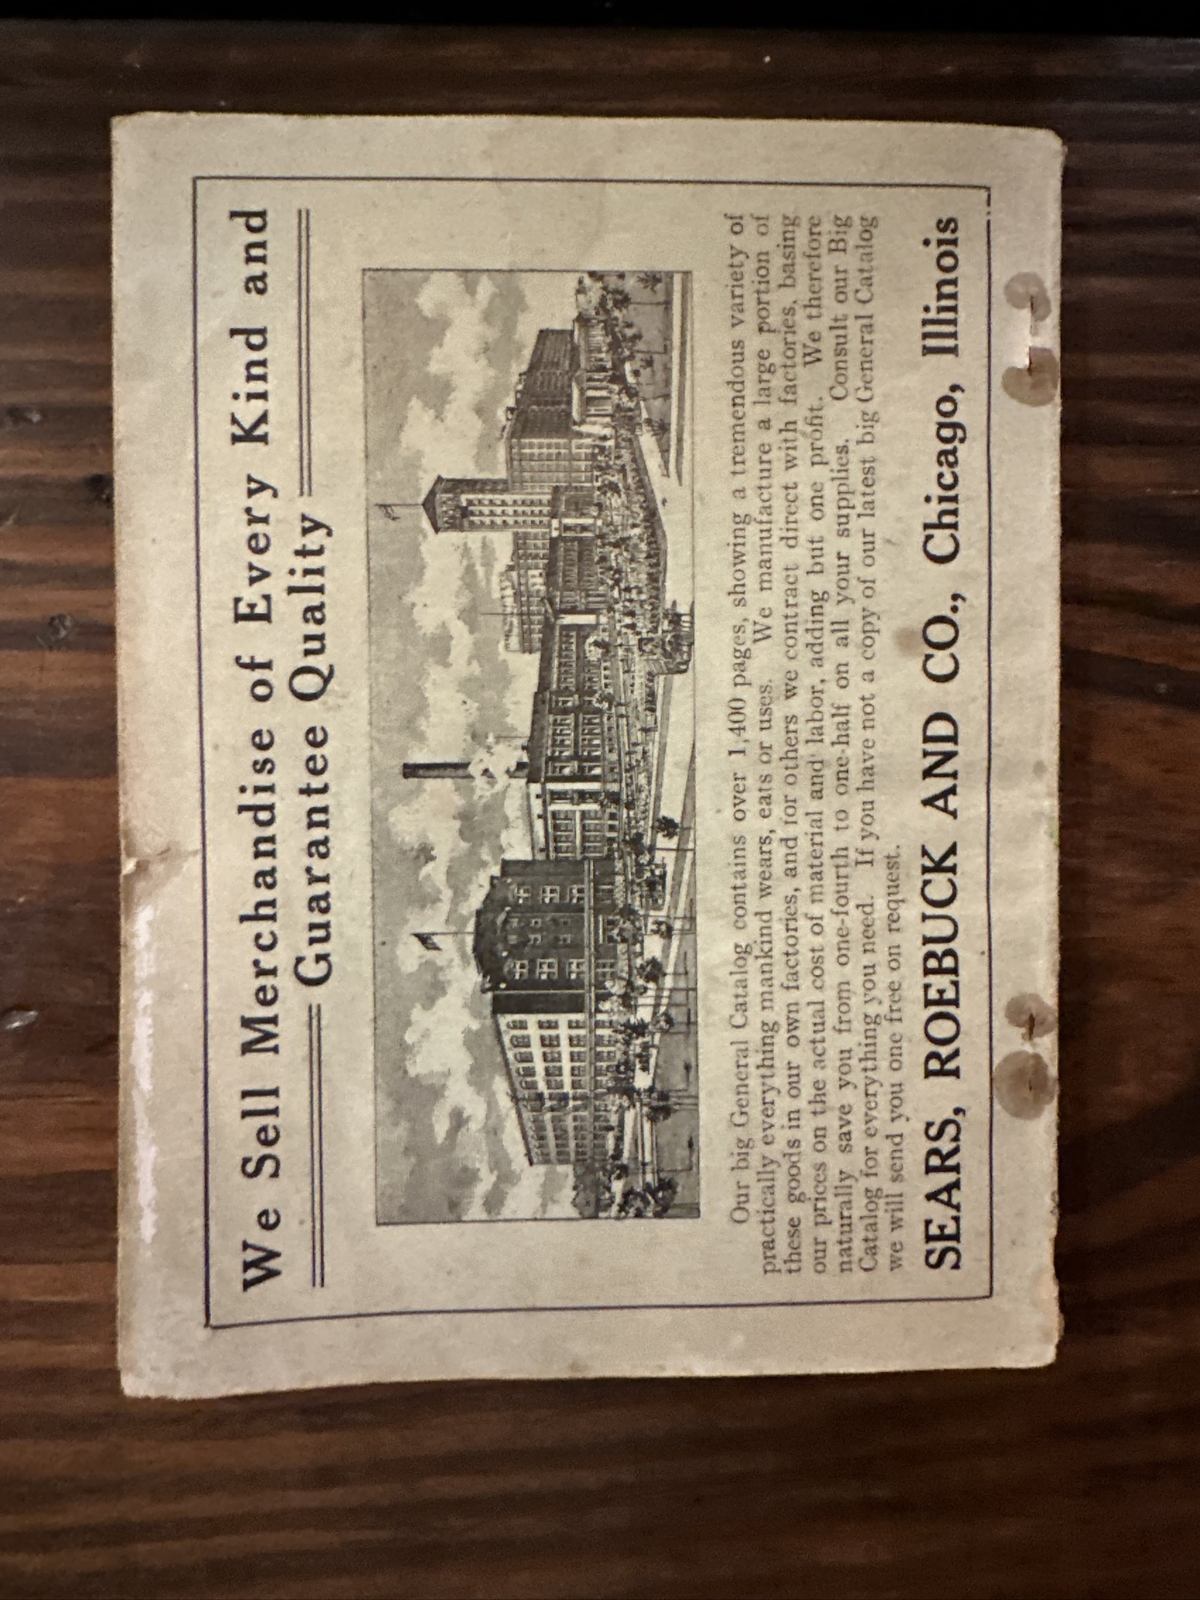 We Sell Merchandise of Every Kind and
Guarantee Quality
Our big General Catalog contains over 1,400 pages, showing a tremendous variety of
practically everything mankind wears, eats or uses. We manufacture a large portion of
these goods in our own factories, and for others we contract direct with factories, basing
our prices on the actual cost of material and labor, adding but one profit. We therefore
naturally save you from one-fourth to one-half on all your supplies. Consult our Big
Catalog for everything you need. If you have not a copy of our latest big General Catalog
we will send you one free on request.
SEARS, ROEBUCK AND CO., Chicago, Illinois